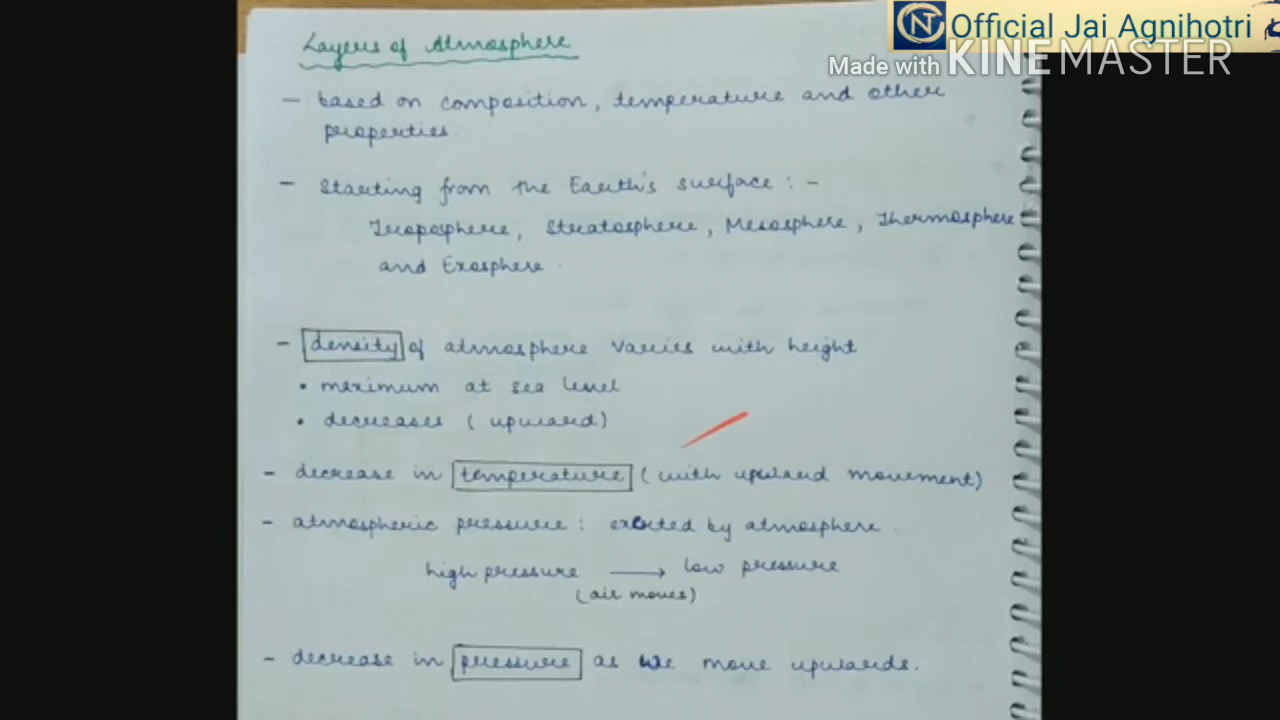 Official Jai Agnihotri
Made with KINEMASTER
Layers of Atmosphere
- based on composition, temperature and other
properties.
- Starting from the Earth's surface : -
Troposphere, Stratosphere, Mesosphere, Thermosphere
and Exosphere.
- density of atmosphere varies with height
• maximum at sea level
• decreases ( upward)
- decrease in temperature ( with upward movement)
- atmospheric pressure : exerted by atmosphere.
high pressure → low pressure
(air moves)
- decrease in pressure as we move upwards.